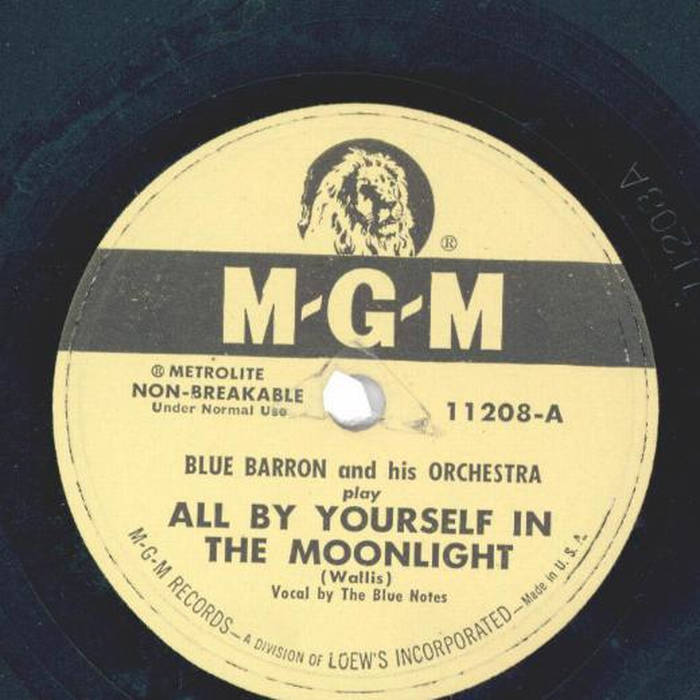 ®
M-G-M
® METROLITE
NON-BREAKABLE
Under Normal Use
11208-A
BLUE BARRON and his ORCHESTRA
play
ALL BY YOURSELF IN
THE MOONLIGHT
(Wallis)
Vocal by The Blue Notes
M-G-M RECORDS—A DIVISION OF LOEW'S INCORPORATED—Made in U. S. A.